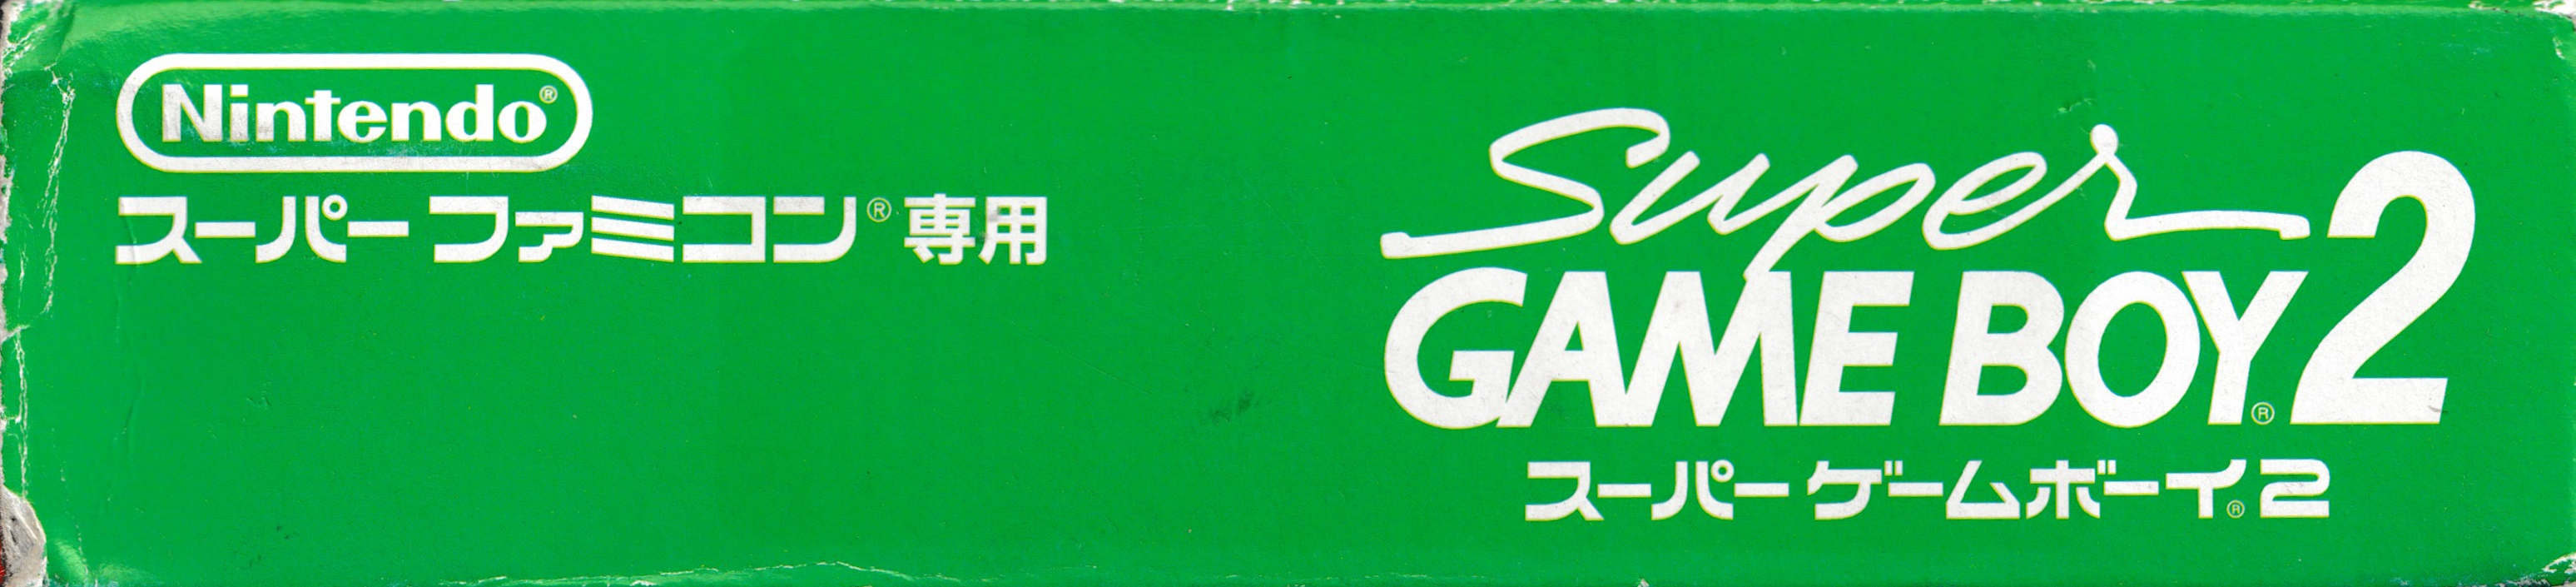 Nintendo®
スーパーファミコン® 専用
Super
GAME BOY® 2
スーパーゲームボーイ® 2